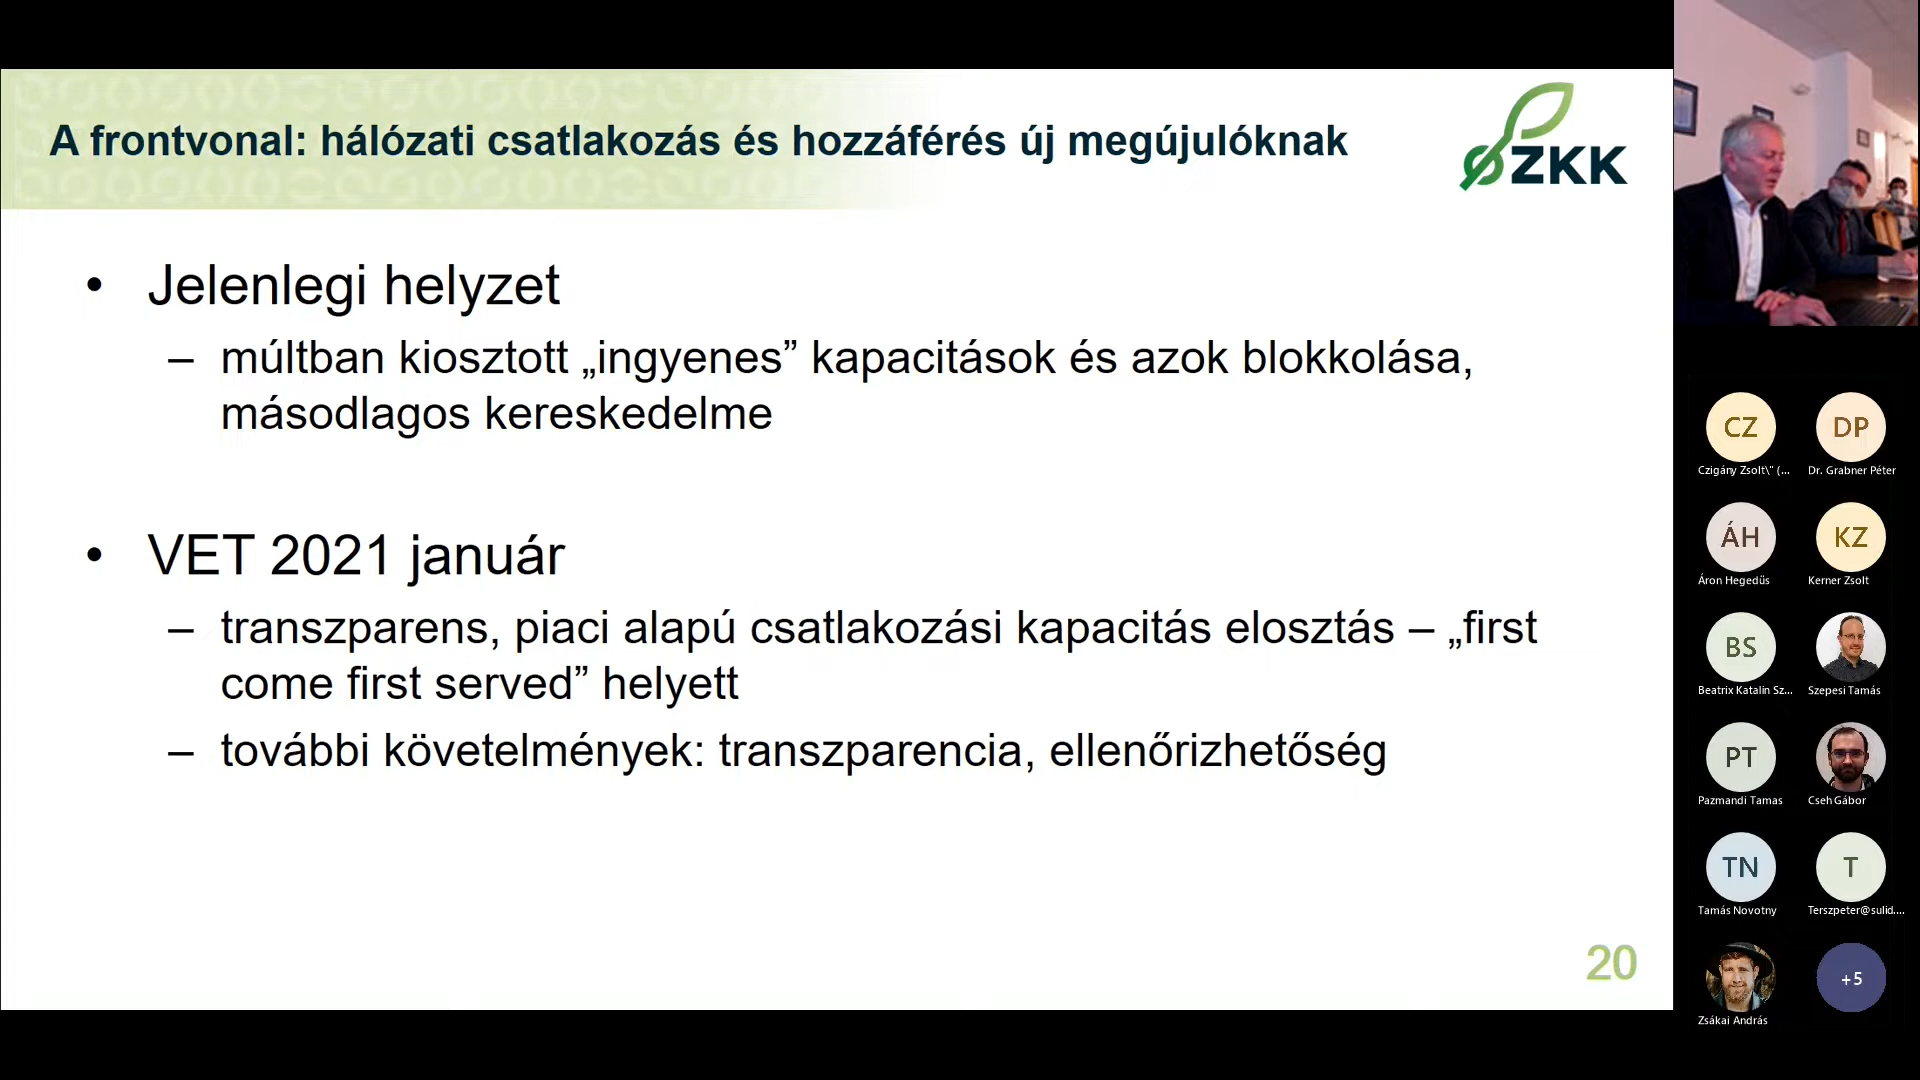 A frontvonal: hálózati csatlakozás és hozzáférés új megújulóknak
ZKK
• Jelenlegi helyzet
– múltban kiosztott „ingyenes” kapacitások és azok blokkolása,
másodlagos kereskedelme
• VET 2021 január
– transzparens, piaci alapú csatlakozási kapacitás elosztás – „first
come first served” helyett
– további követelmények: transzparencia, ellenőrizhetőség
20
CZ
Czigány Zsolt\" (...
DP
Dr. Grabner Péter
ÁH
Áron Hegedűs
KZ
Kerner Zsolt
BS
Beatrix Katalin Sz...
Szepesi Tamás
PT
Pazmandi Tamas
Cseh Gábor
TN
Tamás Novotny
T
Terszpeter@sulid....
Zsákai András
+5